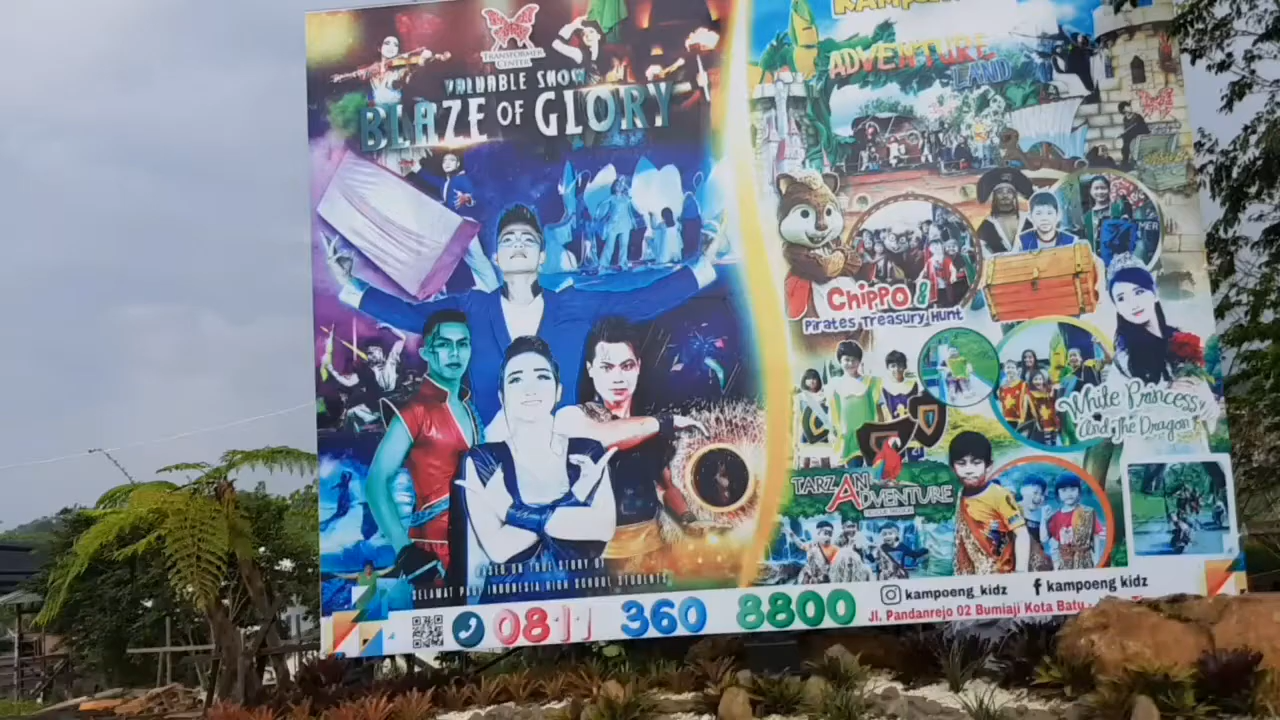 TRANSFORMER
CENTER
VALUABLE SHOW
BLAZE OF GLORY
BASED ON TRUE STORY OF
SELAMAT PAGI INDONESIA HIGH SCHOOL STUDENTS
ADVENTURE
LAND
Chippo &
Pirates Treasury Hunt
White Princess
And The Dragon
TARZAN ADVENTURE
kampoeng_kidz
kampoeng kidz
0811 360 8800
Jl. Pandanrejo 02 Bumiaji Kota Batu